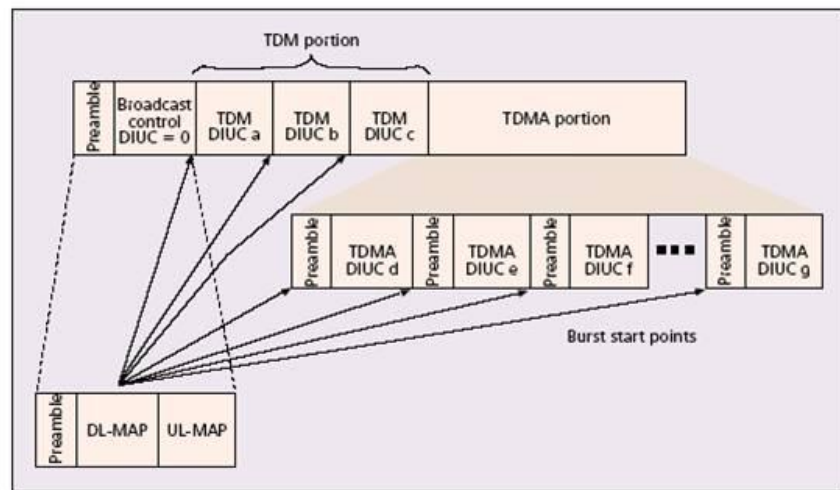 TDM portion
Preamble
Broadcast
control
DIUC = 0
TDM
DIUC a
TDM
DIUC b
TDM
DIUC c
TDMA portion
Preamble
TDMA
DIUC d
Preamble
TDMA
DIUC e
Preamble
TDMA
DIUC f
Preamble
TDMA
DIUC g
Burst start points
Preamble
DL-MAP
UL-MAP